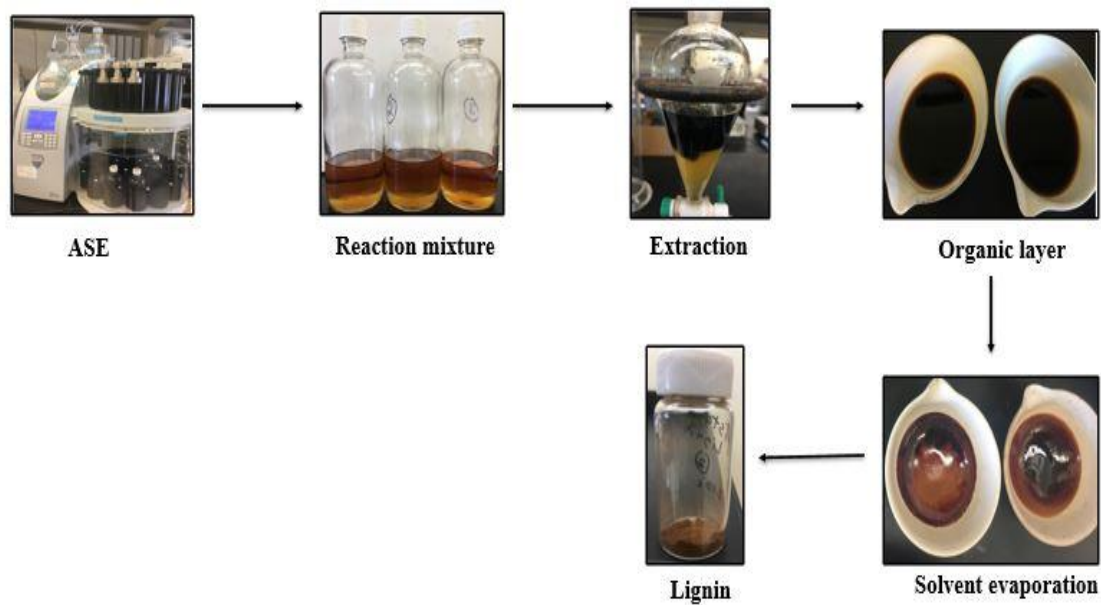 ASE
Reaction mixture
Extraction
Organic layer
Lignin
Solvent evaporation